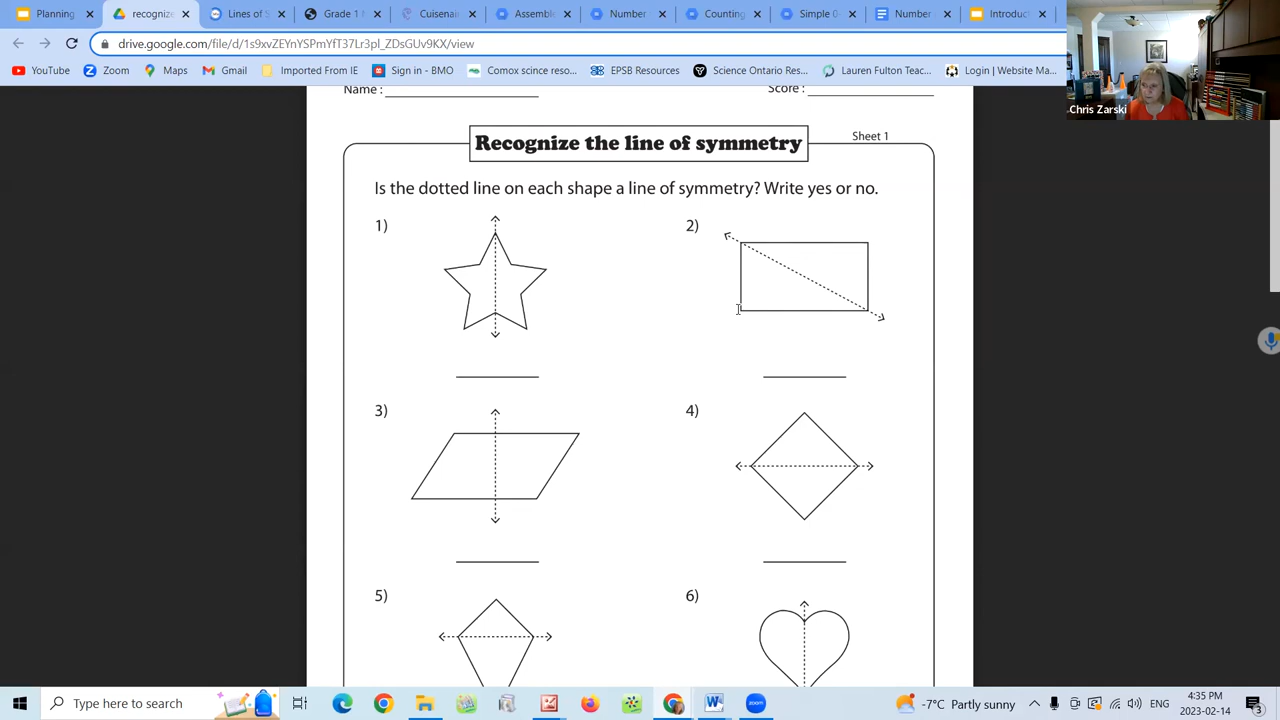 Planning
recogniz
Lines of S
Grade 1 l
Cuisenair
Assembl
Number
Counting
Simple G
Number
Introduct
drive.google.com/file/d/1s9xvZEYnYSPmYfT37Lr3pl_ZDsGUv9KX/view
YouTube
Zoom
Maps
Gmail
Imported From IE
Sign in - BMO
Comox scince reso...
EPSB Resources
Science Ontario Res...
Lauren Fulton Teac...
Login | Website Ma...
Chris Zarski
Name :
Score :
Recognize the line of symmetry
Sheet 1
Is the dotted line on each shape a line of symmetry? Write yes or no.
1)
2)
3)
4)
5)
6)
Type here to search
-7°C Partly sunny
ENG
4:35 PM
2023-02-14
3